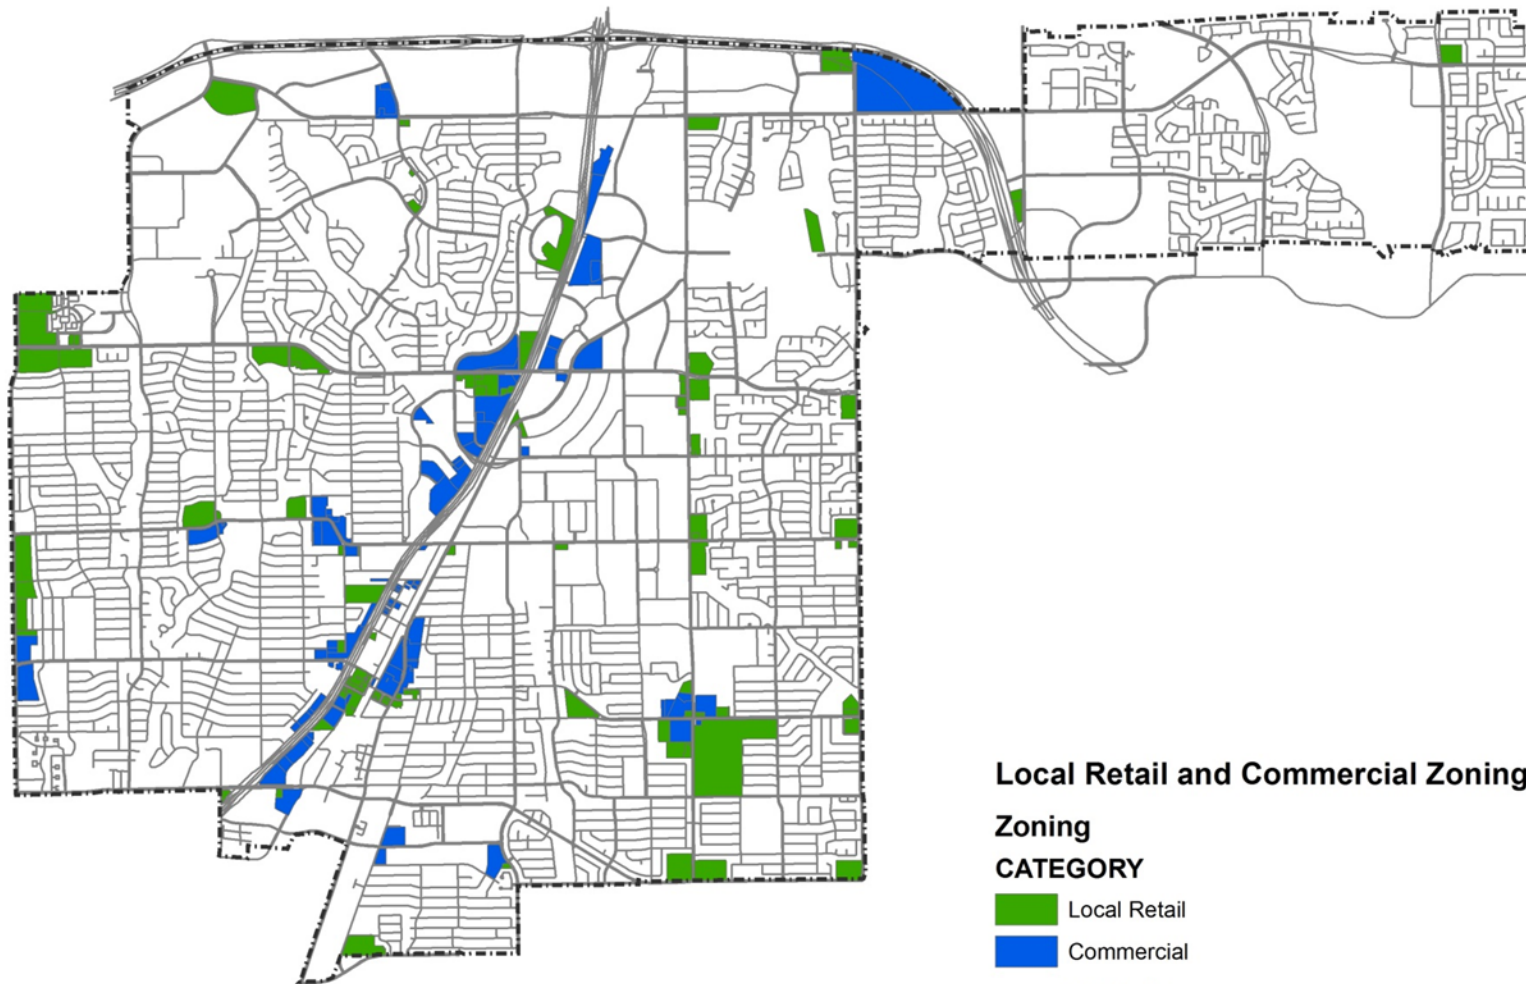 Local Retail and Commercial Zoning
Zoning
CATEGORY
Local Retail
Commercial